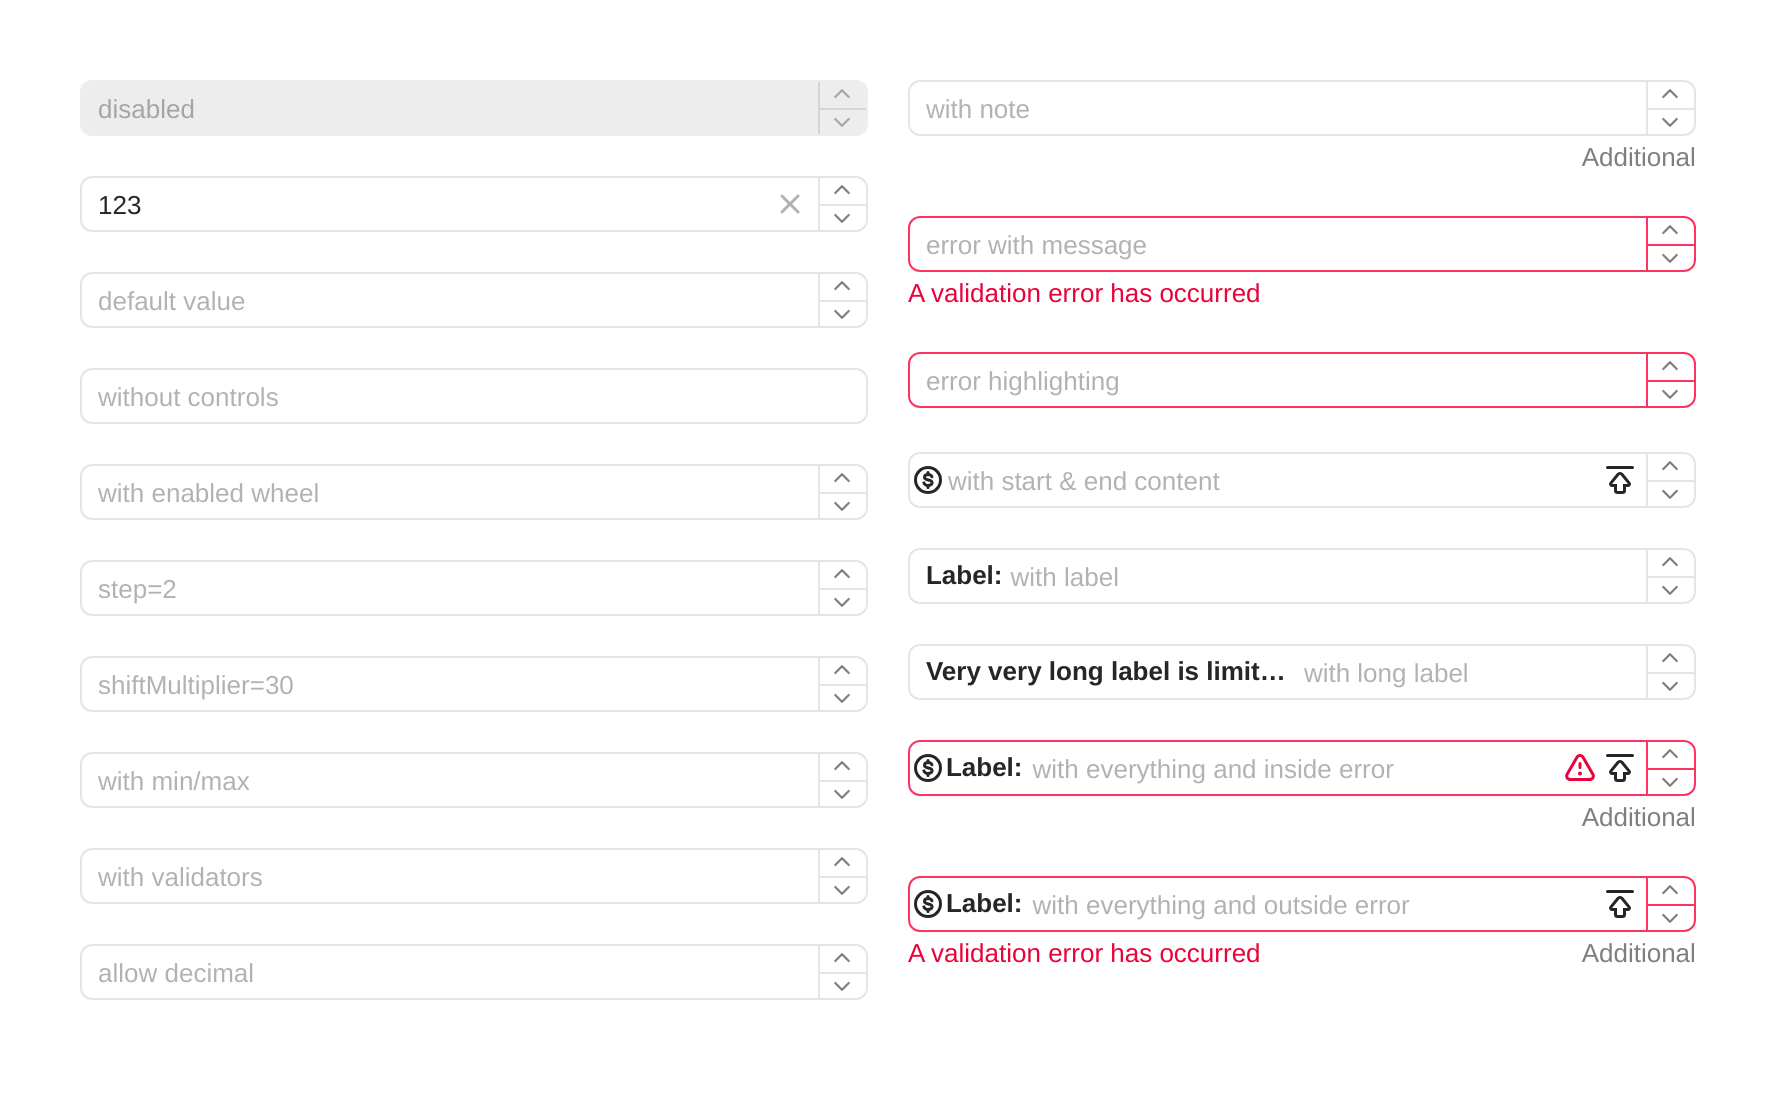 disabled
123
default value
without controls
with enabled wheel
step=2
shiftMultiplier=30
with min/max
with validators
allow decimal
with note
Additional
error with message
A validation error has occurred
error highlighting
with start & end content
Label: with label
Very very long label is limit… with long label
Label: with everything and inside error
Additional
Label: with everything and outside error
A validation error has occurred Additional